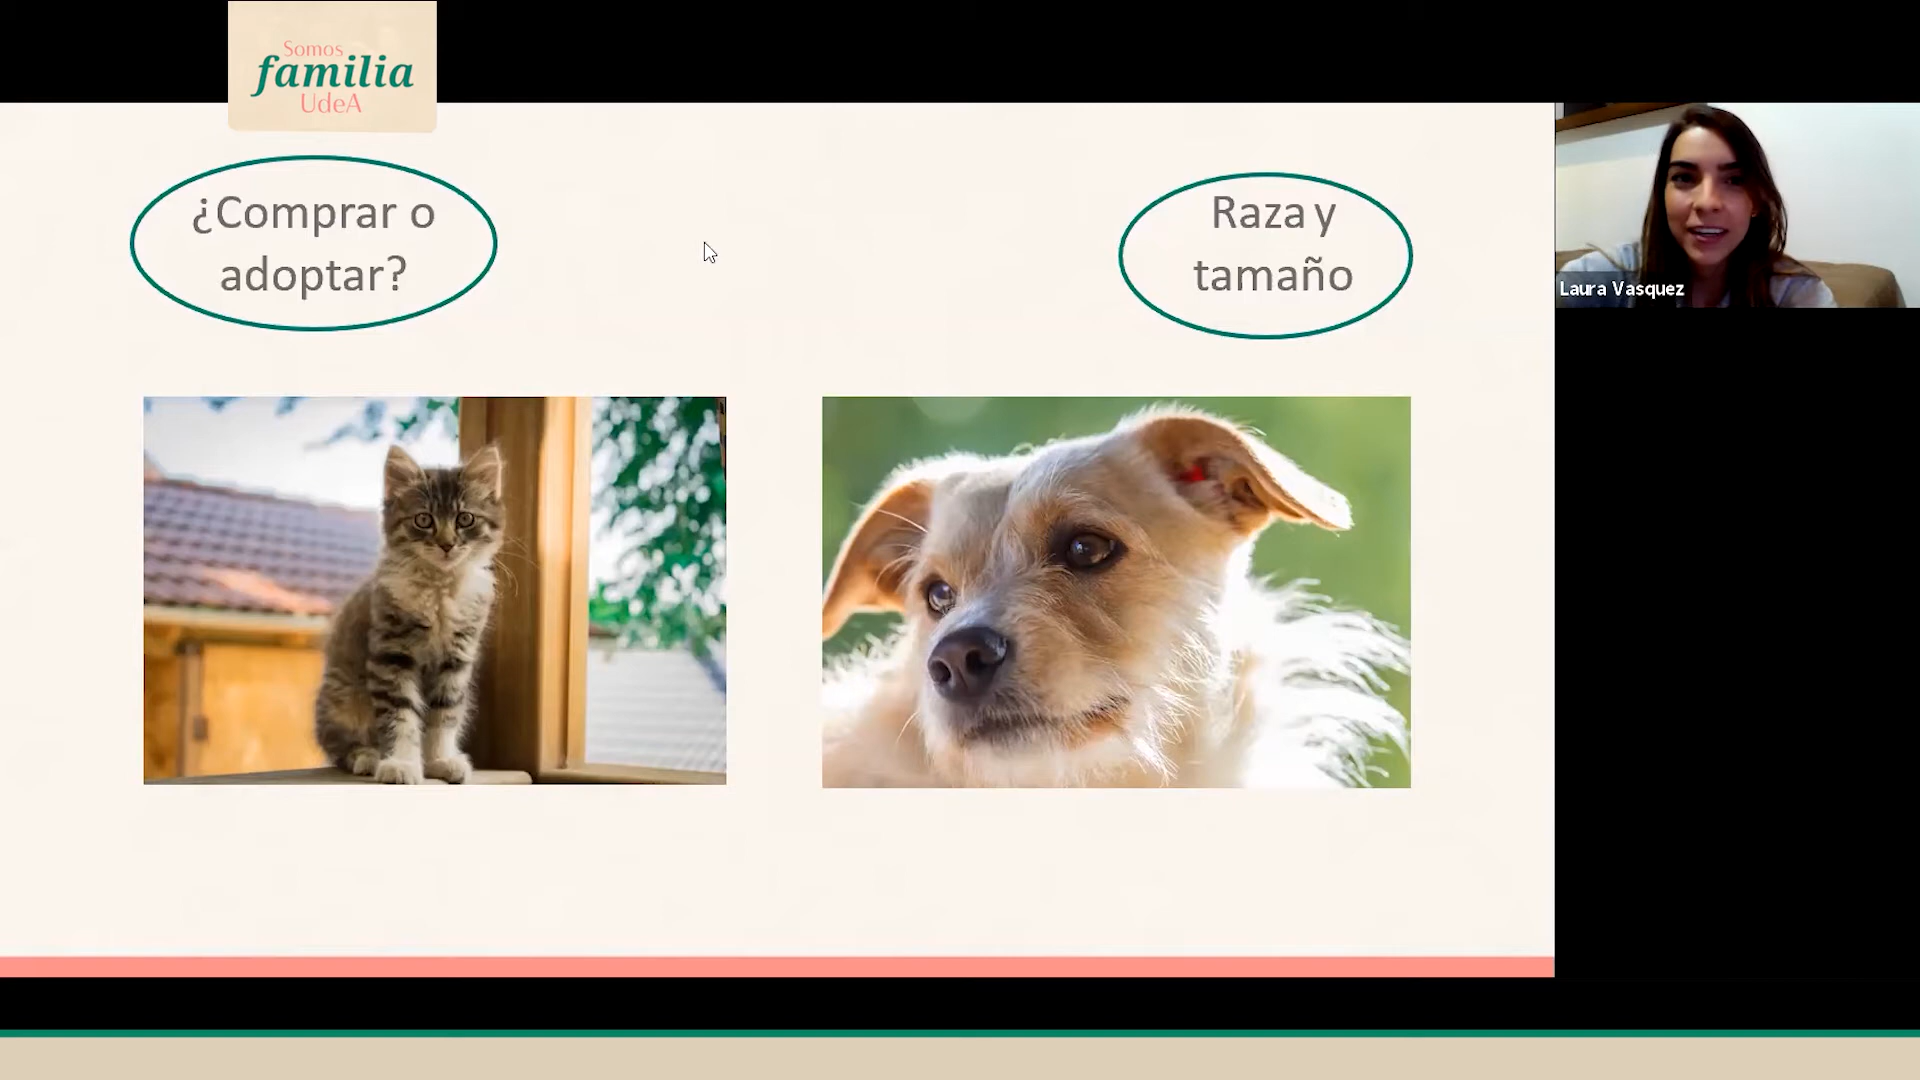 Somos
familia
UdeA
¿Comprar o
adoptar?
Raza y
tamaño
Laura Vasquez